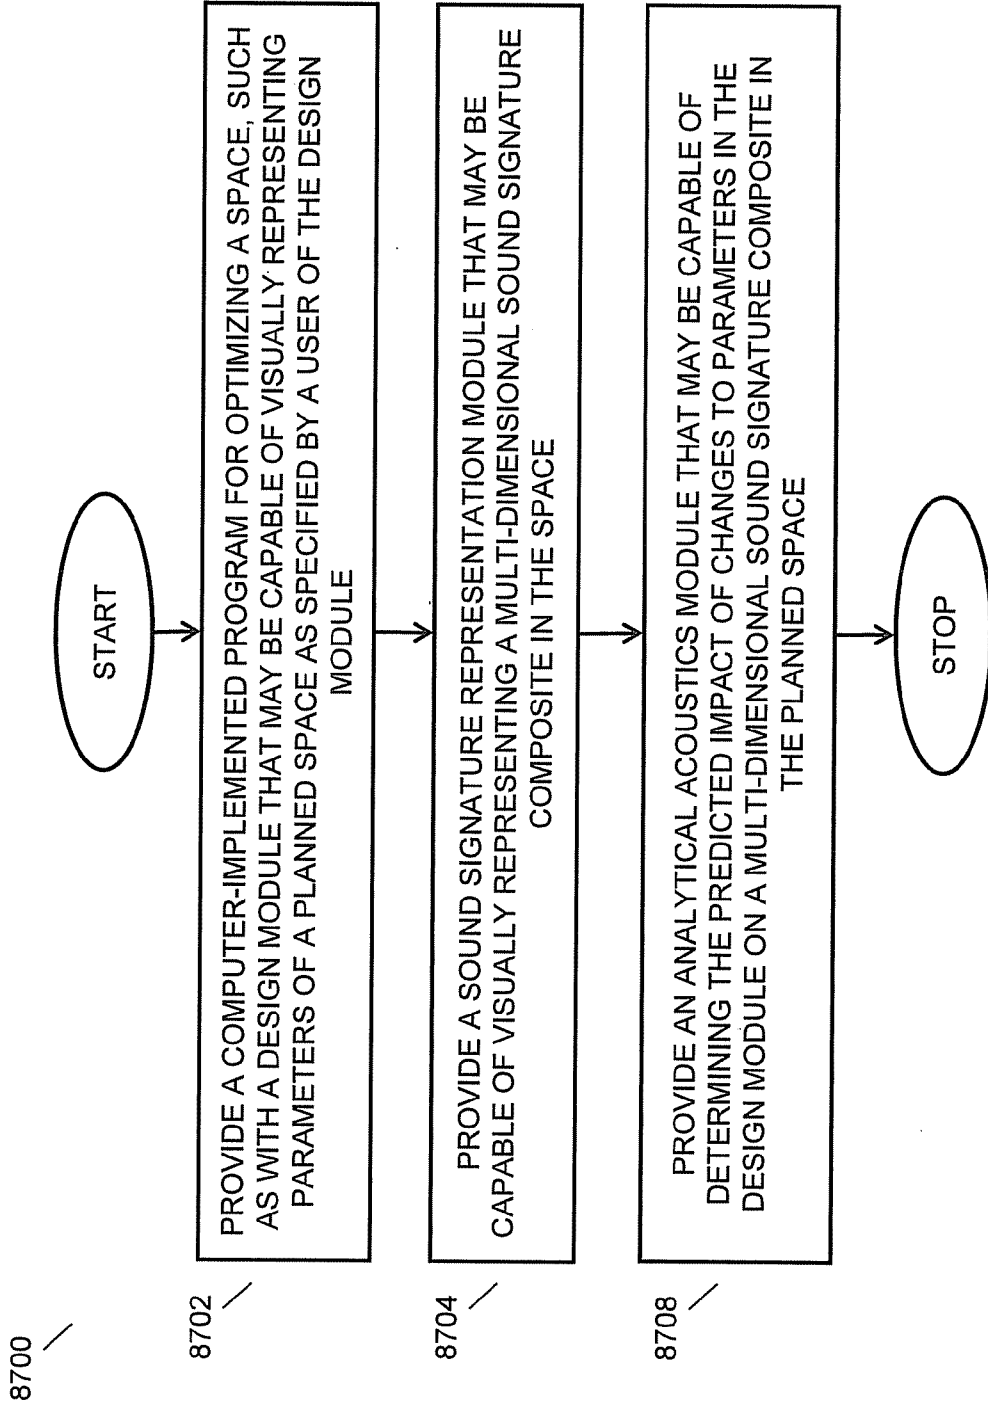 8700
START
8702
PROVIDE A COMPUTER-IMPLEMENTED PROGRAM FOR OPTIMIZING A SPACE, SUCH
AS WITH A DESIGN MODULE THAT MAY BE CAPABLE OF VISUALLY REPRESENTING
PARAMETERS OF A PLANNED SPACE AS SPECIFIED BY A USER OF THE DESIGN
MODULE
8704
PROVIDE A SOUND SIGNATURE REPRESENTATION MODULE THAT MAY BE
CAPABLE OF VISUALLY REPRESENTING A MULTI-DIMENSIONAL SOUND SIGNATURE
COMPOSITE IN THE SPACE
8708
PROVIDE AN ANALYTICAL ACOUSTICS MODULE THAT MAY BE CAPABLE OF
DETERMINING THE PREDICTED IMPACT OF CHANGES TO PARAMETERS IN THE
DESIGN MODULE ON A MULTI-DIMENSIONAL SOUND SIGNATURE COMPOSITE IN
THE PLANNED SPACE
STOP